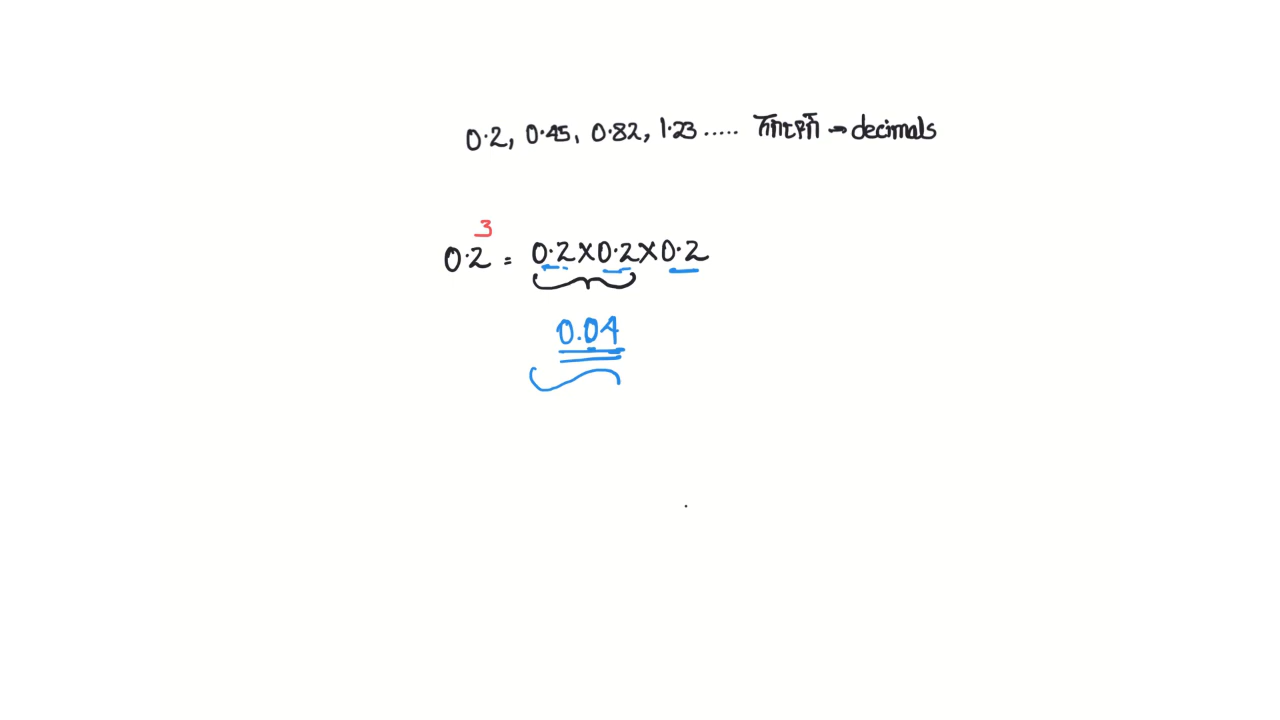 0.2, 0.45, 0.82, 1.23 ..... → decimals
0.2³ = 0.2×0.2×0.2
0.04